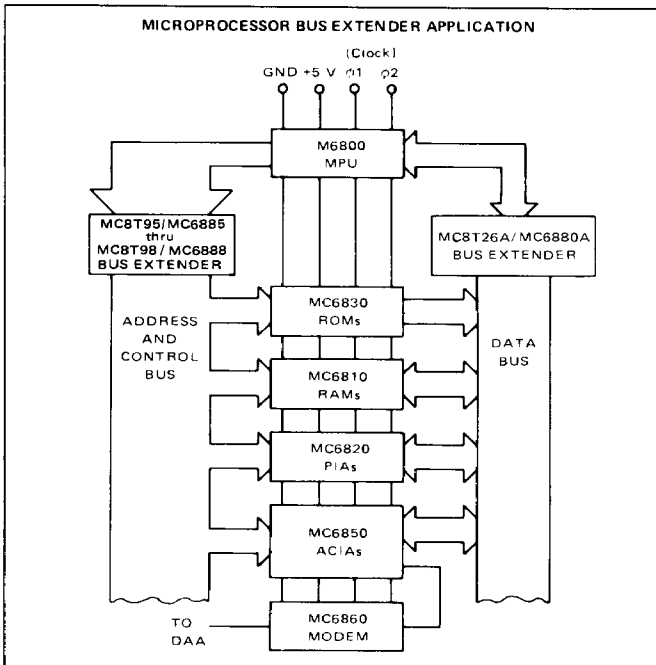 MICROPROCESSOR BUS EXTENDER APPLICATION
(Clock)
GND +5 V φ1 φ2
M6800
MPU
MC8T95/MC6885
thru
MC8T98/MC6888
BUS EXTENDER
MC8T26A/MC6880A
BUS EXTENDER
MC6830
ROMs
ADDRESS
AND
CONTROL
BUS
DATA
BUS
MC6810
RAMs
MC6820
PIAs
MC6850
ACIAs
MC6860
MODEM
TO
DAA